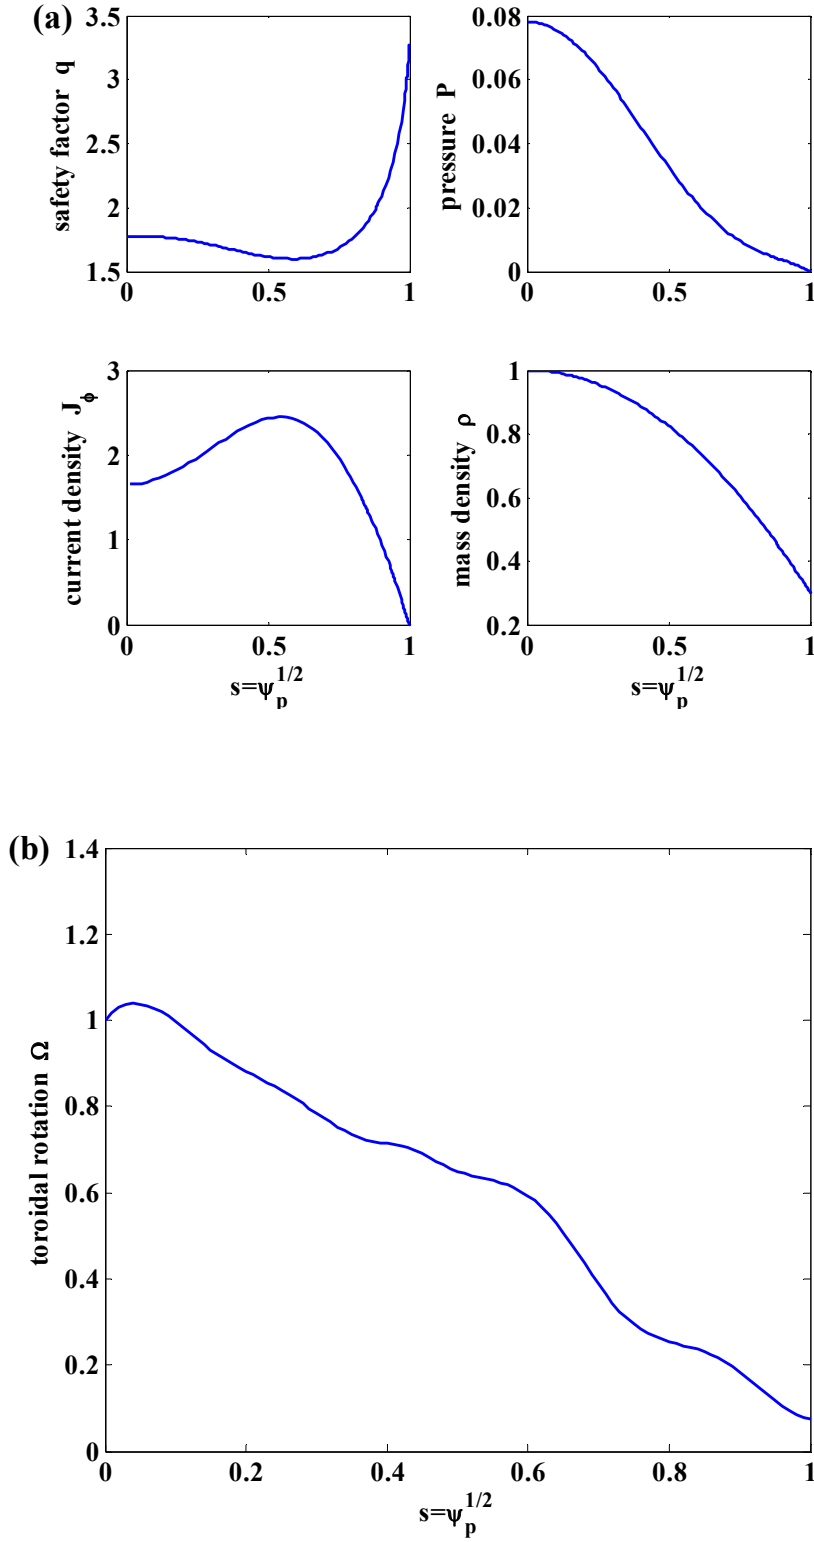 (a)
safety factor q
3.5
3
2.5
2
1.5
0 0.5 1
pressure P
0.08
0.06
0.04
0.02
0
0 0.5 1
current density J_ϕ
3
2
1
0
0 0.5 1
s=ψ_p^{1/2}
mass density ρ
1
0.8
0.6
0.4
0.2
0 0.5 1
s=ψ_p^{1/2}
(b)
toroidal rotation Ω
1.4
1.2
1
0.8
0.6
0.4
0.2
0
0 0.2 0.4 0.6 0.8 1
s=ψ_p^{1/2}